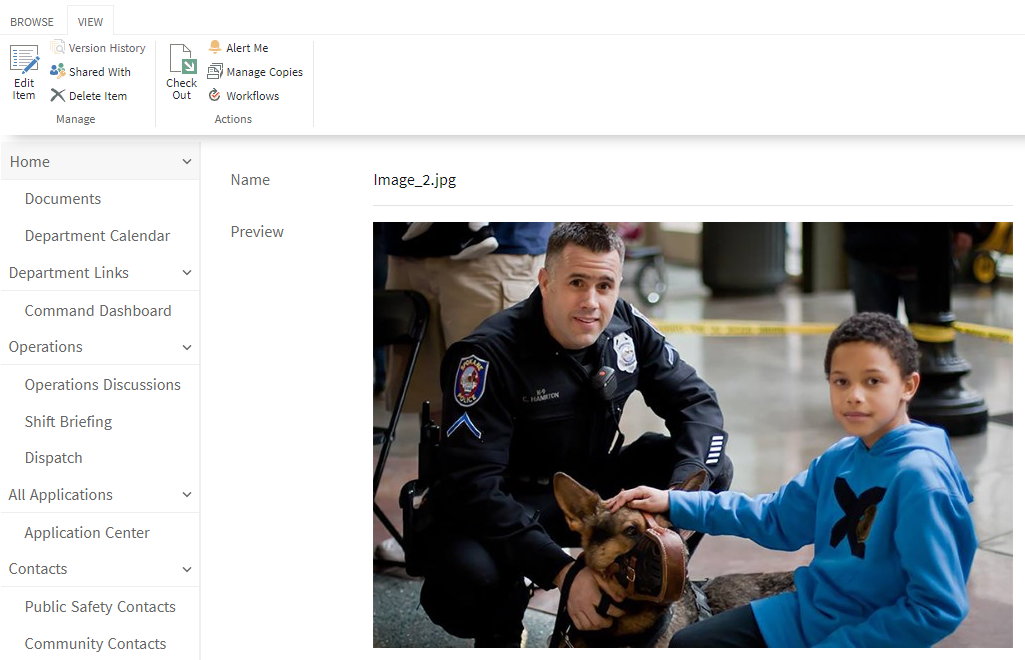 BROWSE
VIEW
Edit
Item
Version History
Shared With
Delete Item
Manage
Check
Out
Alert Me
Manage Copies
Workflows
Actions
Home
Documents
Department Calendar
Department Links
Command Dashboard
Operations
Operations Discussions
Shift Briefing
Dispatch
All Applications
Application Center
Contacts
Public Safety Contacts
Community Contacts
Name
Image_2.jpg
Preview
SPOKANE
POLICE
K-9
C. HAMILTON